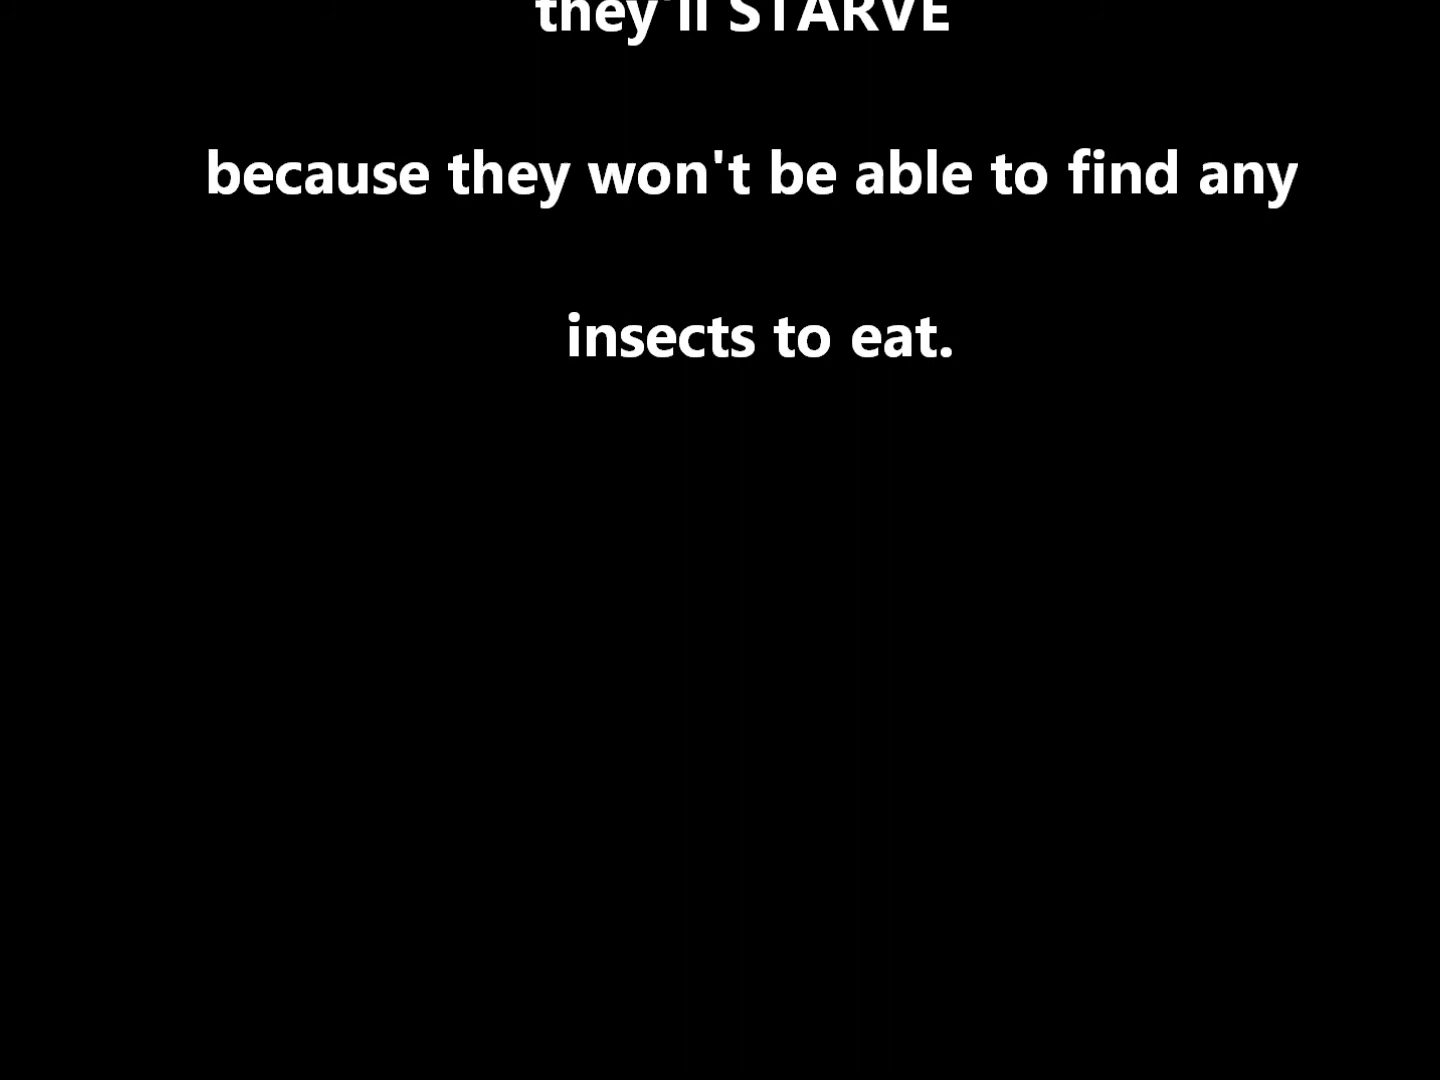 they'll STARVE
because they won't be able to find any
insects to eat.